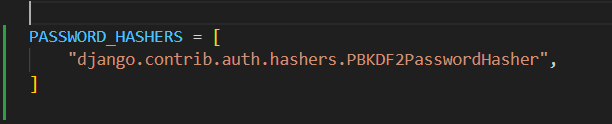 PASSWORD_HASHERS = [
    "django.contrib.auth.hashers.PBKDF2PasswordHasher",
]